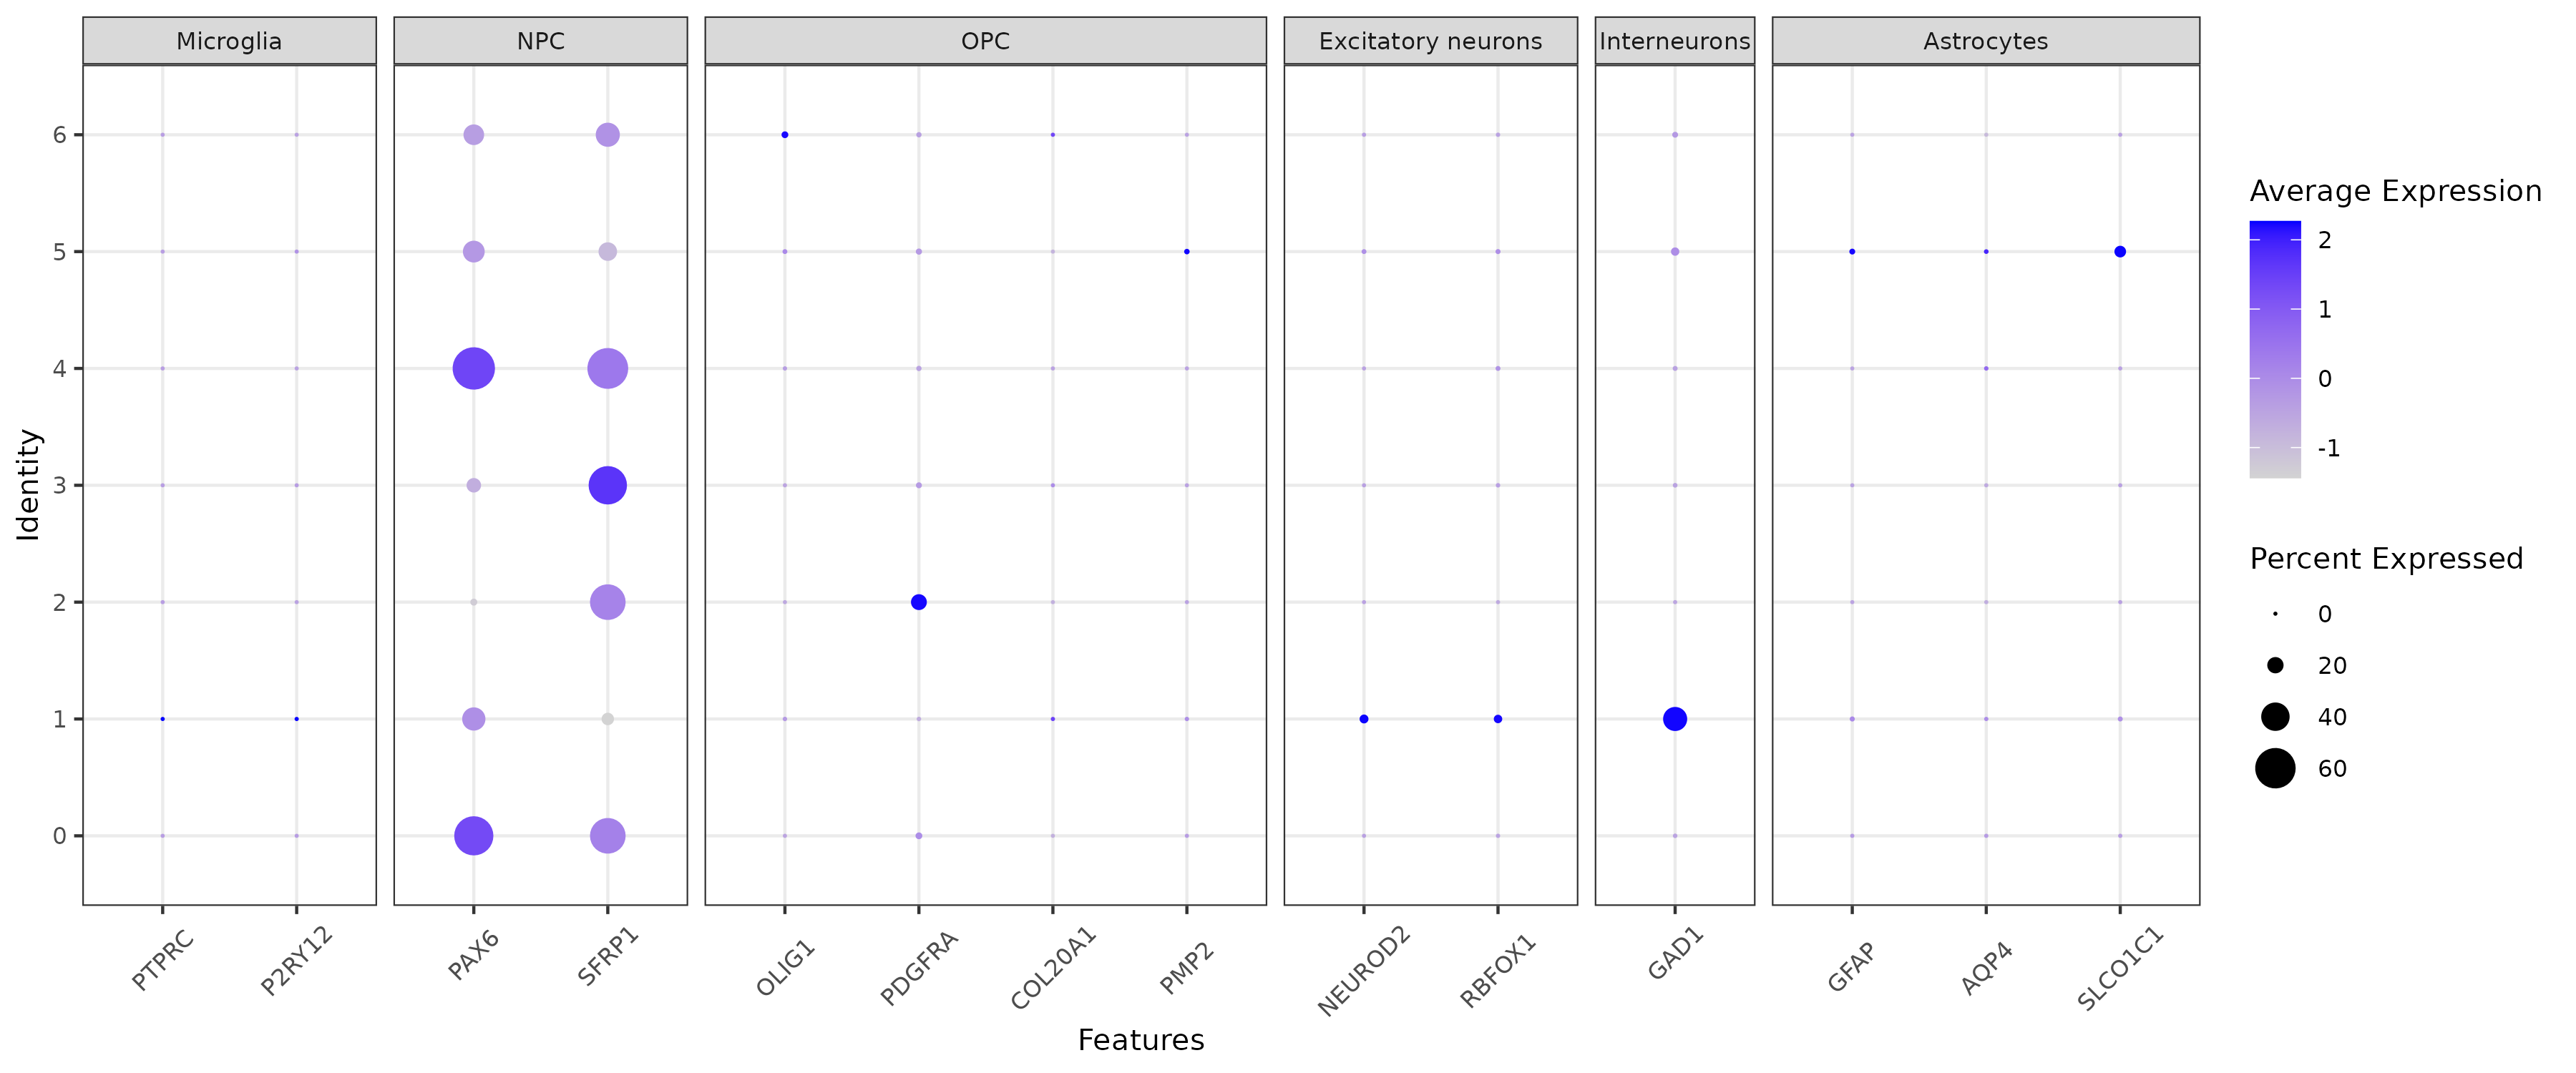 Microglia
NPC
OPC
Excitatory neurons
Interneurons
Astrocytes
Identity
6
5
4
3
2
1
0
PTPRC
P2RY12
PAX6
SFRP1
OLIG1
PDGFRA
COL20A1
PMP2
NEUROD2
RBFOX1
GAD1
GFAP
AQP4
SLCO1C1
Features
Average Expression
2
1
0
-1
Percent Expressed
0
20
40
60